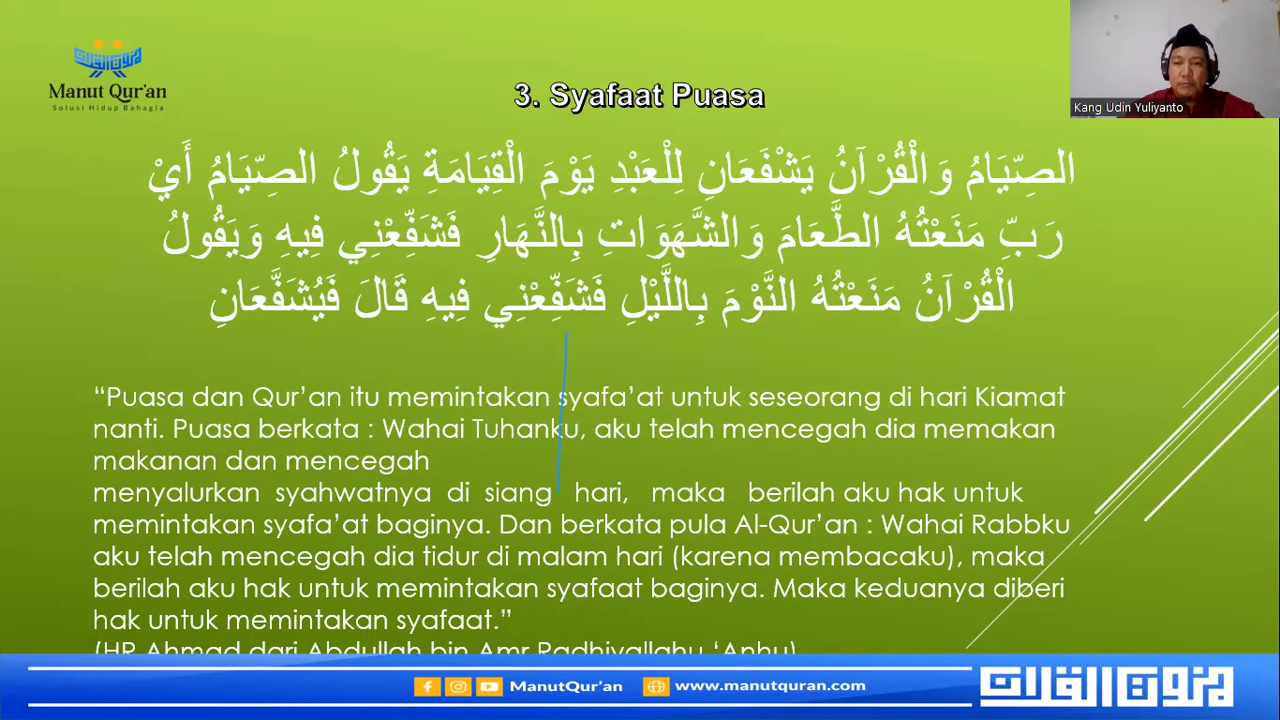 Manut Qur'an
Solusi Hidup Bahagia
3. Syafaat Puasa
Kang Udin Yuliyanto
الصِّيَامُ وَالْقُرْآنُ يَشْفَعَانِ لِلْعَبْدِ يَوْمَ الْقِيَامَةِ يَقُولُ الصِّيَامُ أَيْ
رَبِّ مَنَعْتُهُ الطَّعَامَ وَالشَّهَوَاتِ بِالنَّهَارِ فَشَفِّعْنِي فِيهِ وَيَقُولُ
الْقُرْآنُ مَنَعْتُهُ النَّوْمَ بِاللَّيْلِ فَشَفِّعْنِي فِيهِ قَالَ فَيُشَفَّعَانِ
“Puasa dan Qur’an itu memintakan syafa’at untuk seseorang di hari Kiamat
nanti. Puasa berkata : Wahai Tuhanku, aku telah mencegah dia memakan
makanan dan mencegah
menyalurkan syahwatnya di siang hari, maka berilah aku hak untuk
memintakan syafa’at baginya. Dan berkata pula Al-Qur’an : Wahai Rabbku
aku telah mencegah dia tidur di malam hari (karena membacaku), maka
berilah aku hak untuk memintakan syafaat baginya. Maka keduanya diberi
hak untuk memintakan syafaat.”
(HR Ahmad dari Abdullah bin Amr Radhiyallahu ‘Anhu)
ManutQur'an
www.manutquran.com